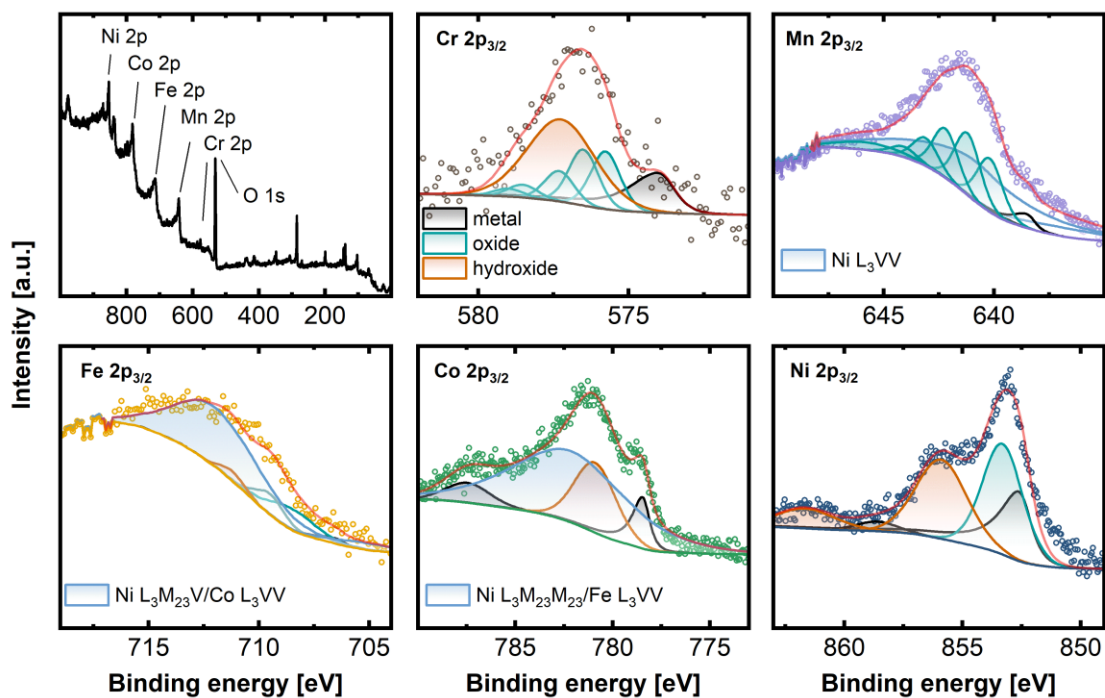 Intensity [a.u.]
Ni 2p
Co 2p
Fe 2p
Mn 2p
Cr 2p
O 1s
800 600 400 200
Cr 2p3/2
metal
oxide
hydroxide
580 575
Mn 2p3/2
Ni L3VV
645 640
Fe 2p3/2
Ni L3M23V/Co L3VV
715 710 705
Binding energy [eV]
Co 2p3/2
Ni L3M23M23/Fe L3VV
785 780 775
Binding energy [eV]
Ni 2p3/2
860 855 850
Binding energy [eV]